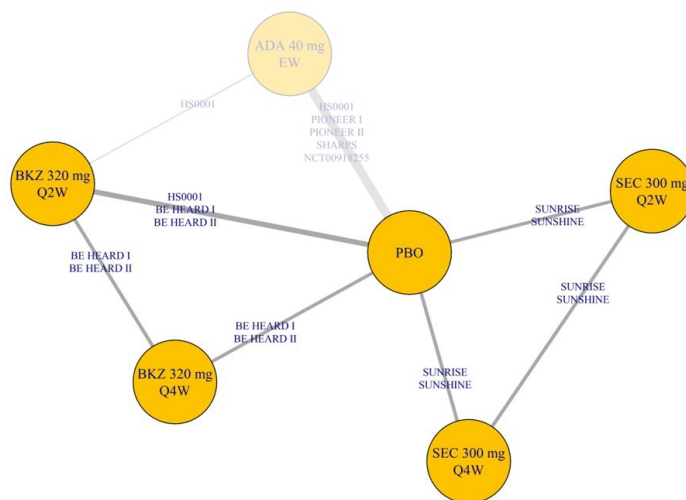 ADA 40 mg
EW
HS0001
HS0001
PIONEER I
PIONEER II
SHARPS
NCT00918255
BKZ 320 mg
Q2W
HS0001
BE HEARD I
BE HEARD II
SEC 300 mg
Q2W
SUNRISE
SUNSHINE
PBO
BE HEARD I
BE HEARD II
SUNRISE
SUNSHINE
BE HEARD I
BE HEARD II
BKZ 320 mg
Q4W
SUNRISE
SUNSHINE
SEC 300 mg
Q4W